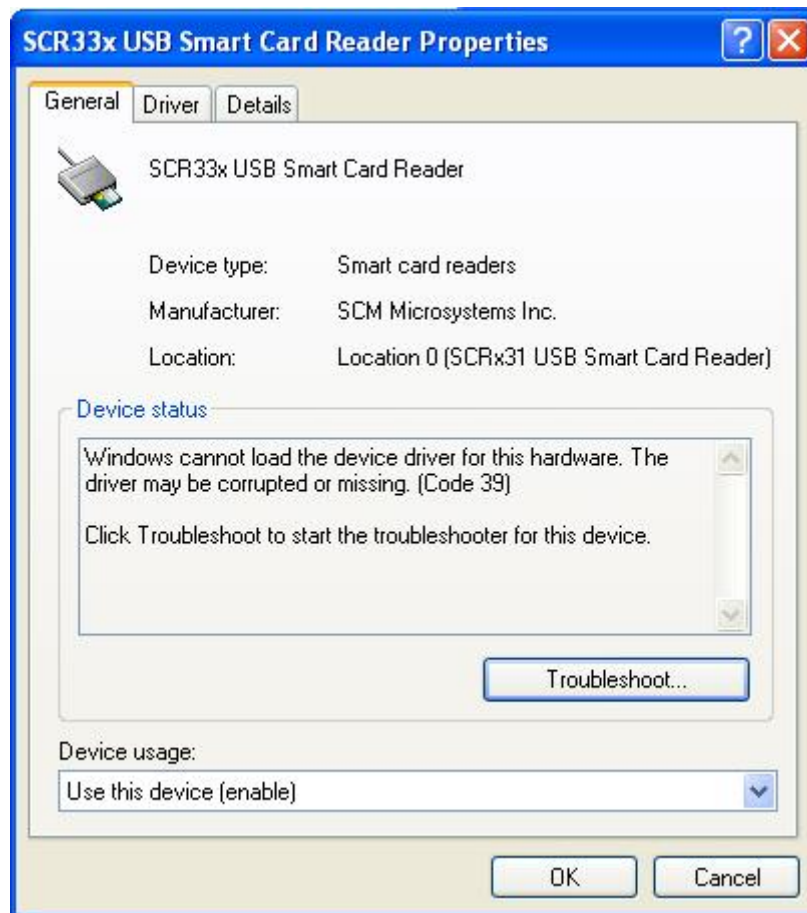 SCR33x USB Smart Card Reader Properties
General Driver Details
SCR33x USB Smart Card Reader
Device type: Smart card readers
Manufacturer: SCM Microsystems Inc.
Location: Location 0 (SCRx31 USB Smart Card Reader)
Device status
Windows cannot load the device driver for this hardware. The
driver may be corrupted or missing. (Code 39)
Click Troubleshoot to start the troubleshooter for this device.
Troubleshoot...
Device usage:
Use this device (enable)
OK Cancel